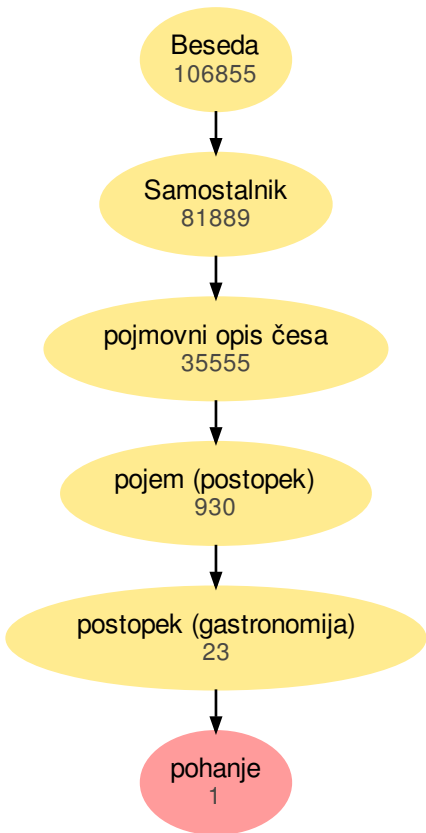 Beseda
106855
Samostalnik
81889
pojmovni opis česa
35555
pojem (postopek)
930
postopek (gastronomija)
23
pohanje
1